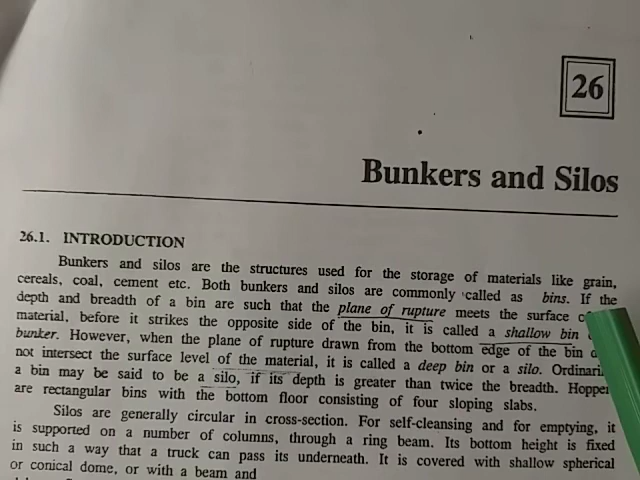 26
Bunkers and Silos
26.1. INTRODUCTION
Bunkers and silos are the structures used for the storage of materials like grain,
cereals, coal, cement etc. Both bunkers and silos are commonly called as bins. If the
depth and breadth of a bin are such that the plane of rupture meets the surface
material, before it strikes the opposite side of the bin, it is called a shallow bin
bunker. However, when the plane of rupture drawn from the bottom edge of the bin
not intersect the surface level of the material, it is called a deep bin or a silo.
a bin may be said to be a silo, if its depth is greater than twice the breadth.
are rectangular bins with the bottom floor consisting of four sloping slabs.
Silos are generally circular in cross-section. For self-cleansing and for emptying, it
is supported on a number of columns, through a ring beam. Its bottom height is fixed
in such a way that a truck can pass its underneath. It is covered with shallow spherical
or conical dome, or with a beam and